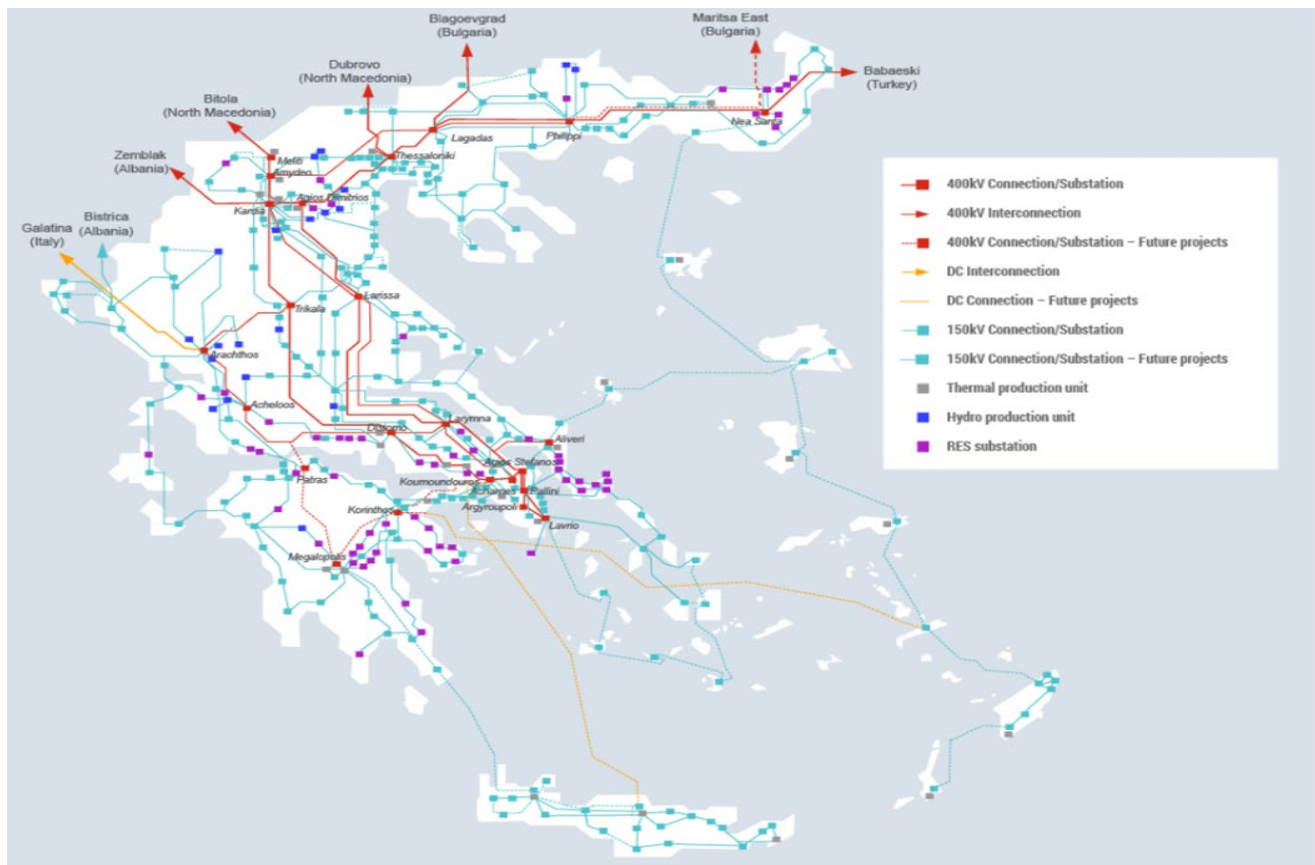 Blagoevgrad
(Bulgaria)
Maritsa East
(Bulgaria)
Dubrovo
(North Macedonia)
Babaeski
(Turkey)
Bitola
(North Macedonia)
Zemblak
(Albania)
Bistrica
(Albania)
Galatina
(Italy)
Lagadas
Philippi
Nea Santa
Thessaloniki
Meliti
Amydeo
Agios Dimitrios
Kardia
Larissa
Trikala
Arachthos
Acheloos
Larymna
Distomo
Aliveri
Agios Stefanos
Patras
Koumoundouros
Acharnes
Pallini
Korinthos
Argyroupoli
Lavrio
Megalopolis
400kV Connection/Substation
400kV Interconnection
400kV Connection/Substation – Future projects
DC Interconnection
DC Connection – Future projects
150kV Connection/Substation
150kV Connection/Substation – Future projects
Thermal production unit
Hydro production unit
RES substation